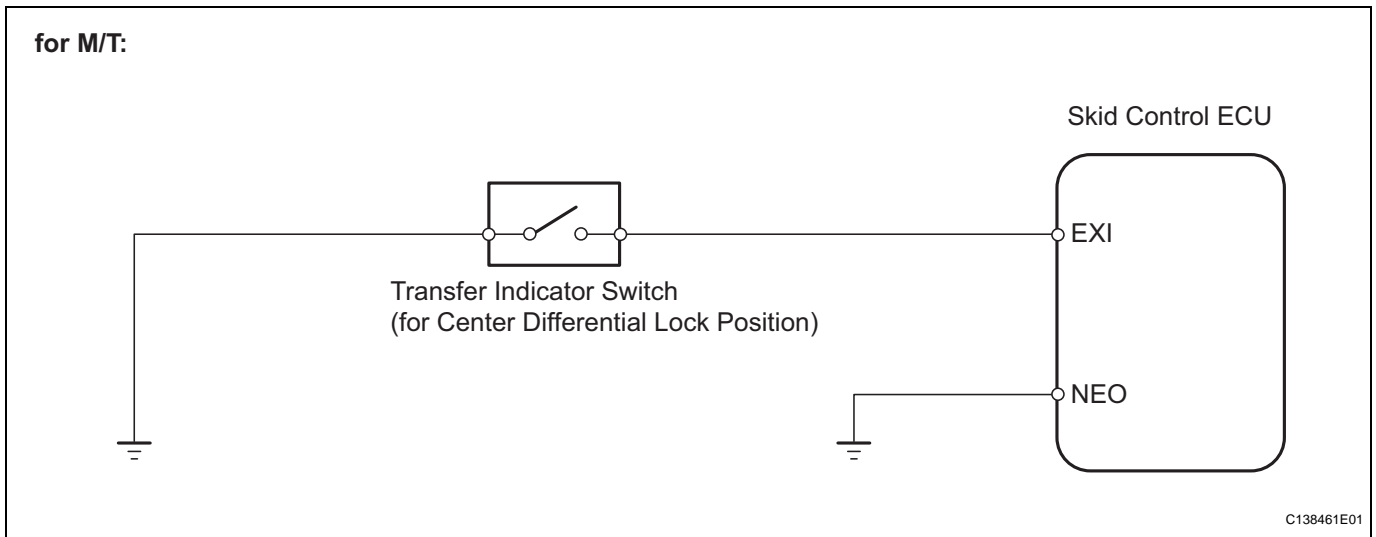 for M/T:
Skid Control ECU
EXI
Transfer Indicator Switch
(for Center Differential Lock Position)
NEO
C138461E01